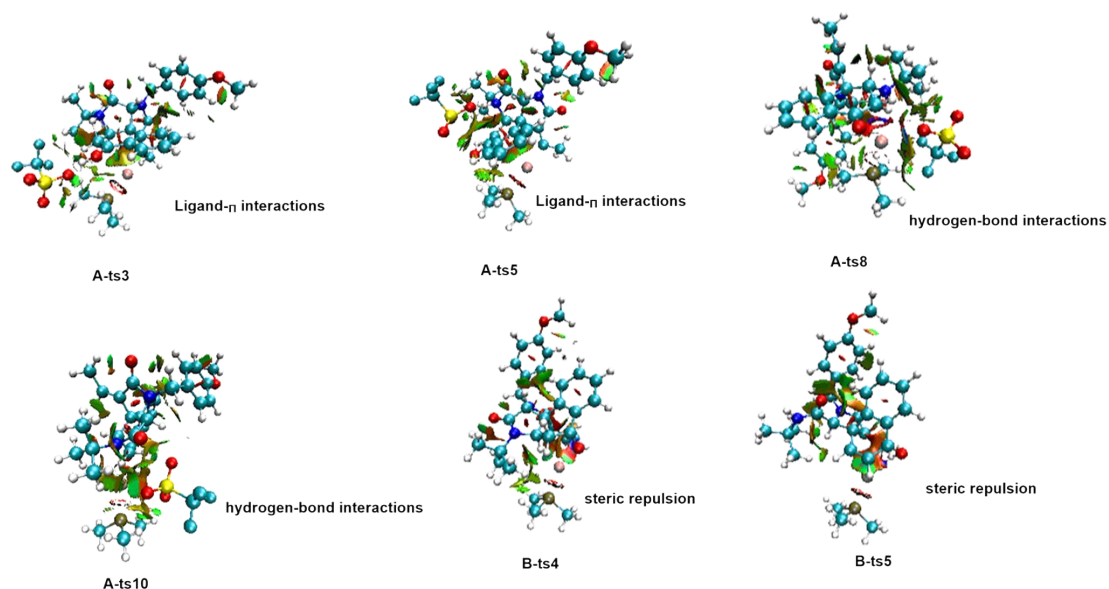 Ligand-π interactions
Ligand-π interactions
hydrogen-bond interactions
A-ts3
A-ts5
A-ts8
hydrogen-bond interactions
steric repulsion
steric repulsion
A-ts10
B-ts4
B-ts5